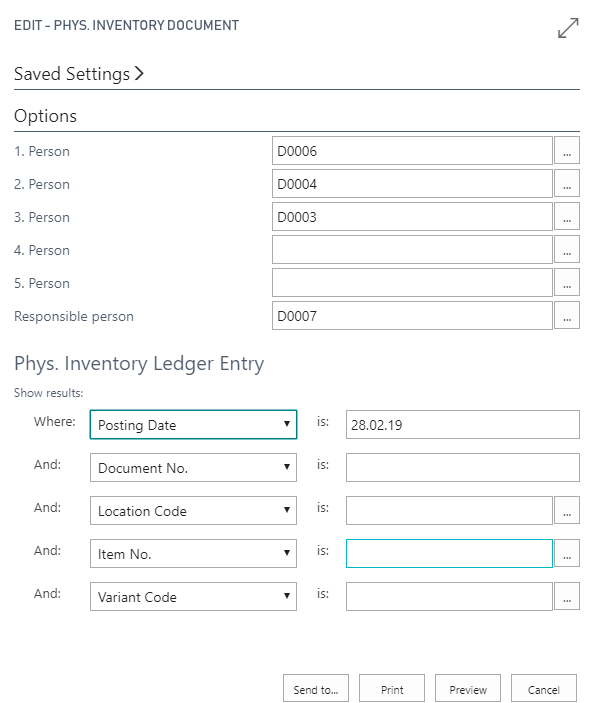 EDIT - PHYS. INVENTORY DOCUMENT
Saved Settings
Options
1. Person D0006 ...
2. Person D0004 ...
3. Person D0003 ...
4. Person ...
5. Person ...
Responsible person D0007 ...
Phys. Inventory Ledger Entry
Show results:
Where: Posting Date is: 28.02.19
And: Document No. is:
And: Location Code is: ...
And: Item No. is: ...
And: Variant Code is: ...
Send to... Print Preview Cancel